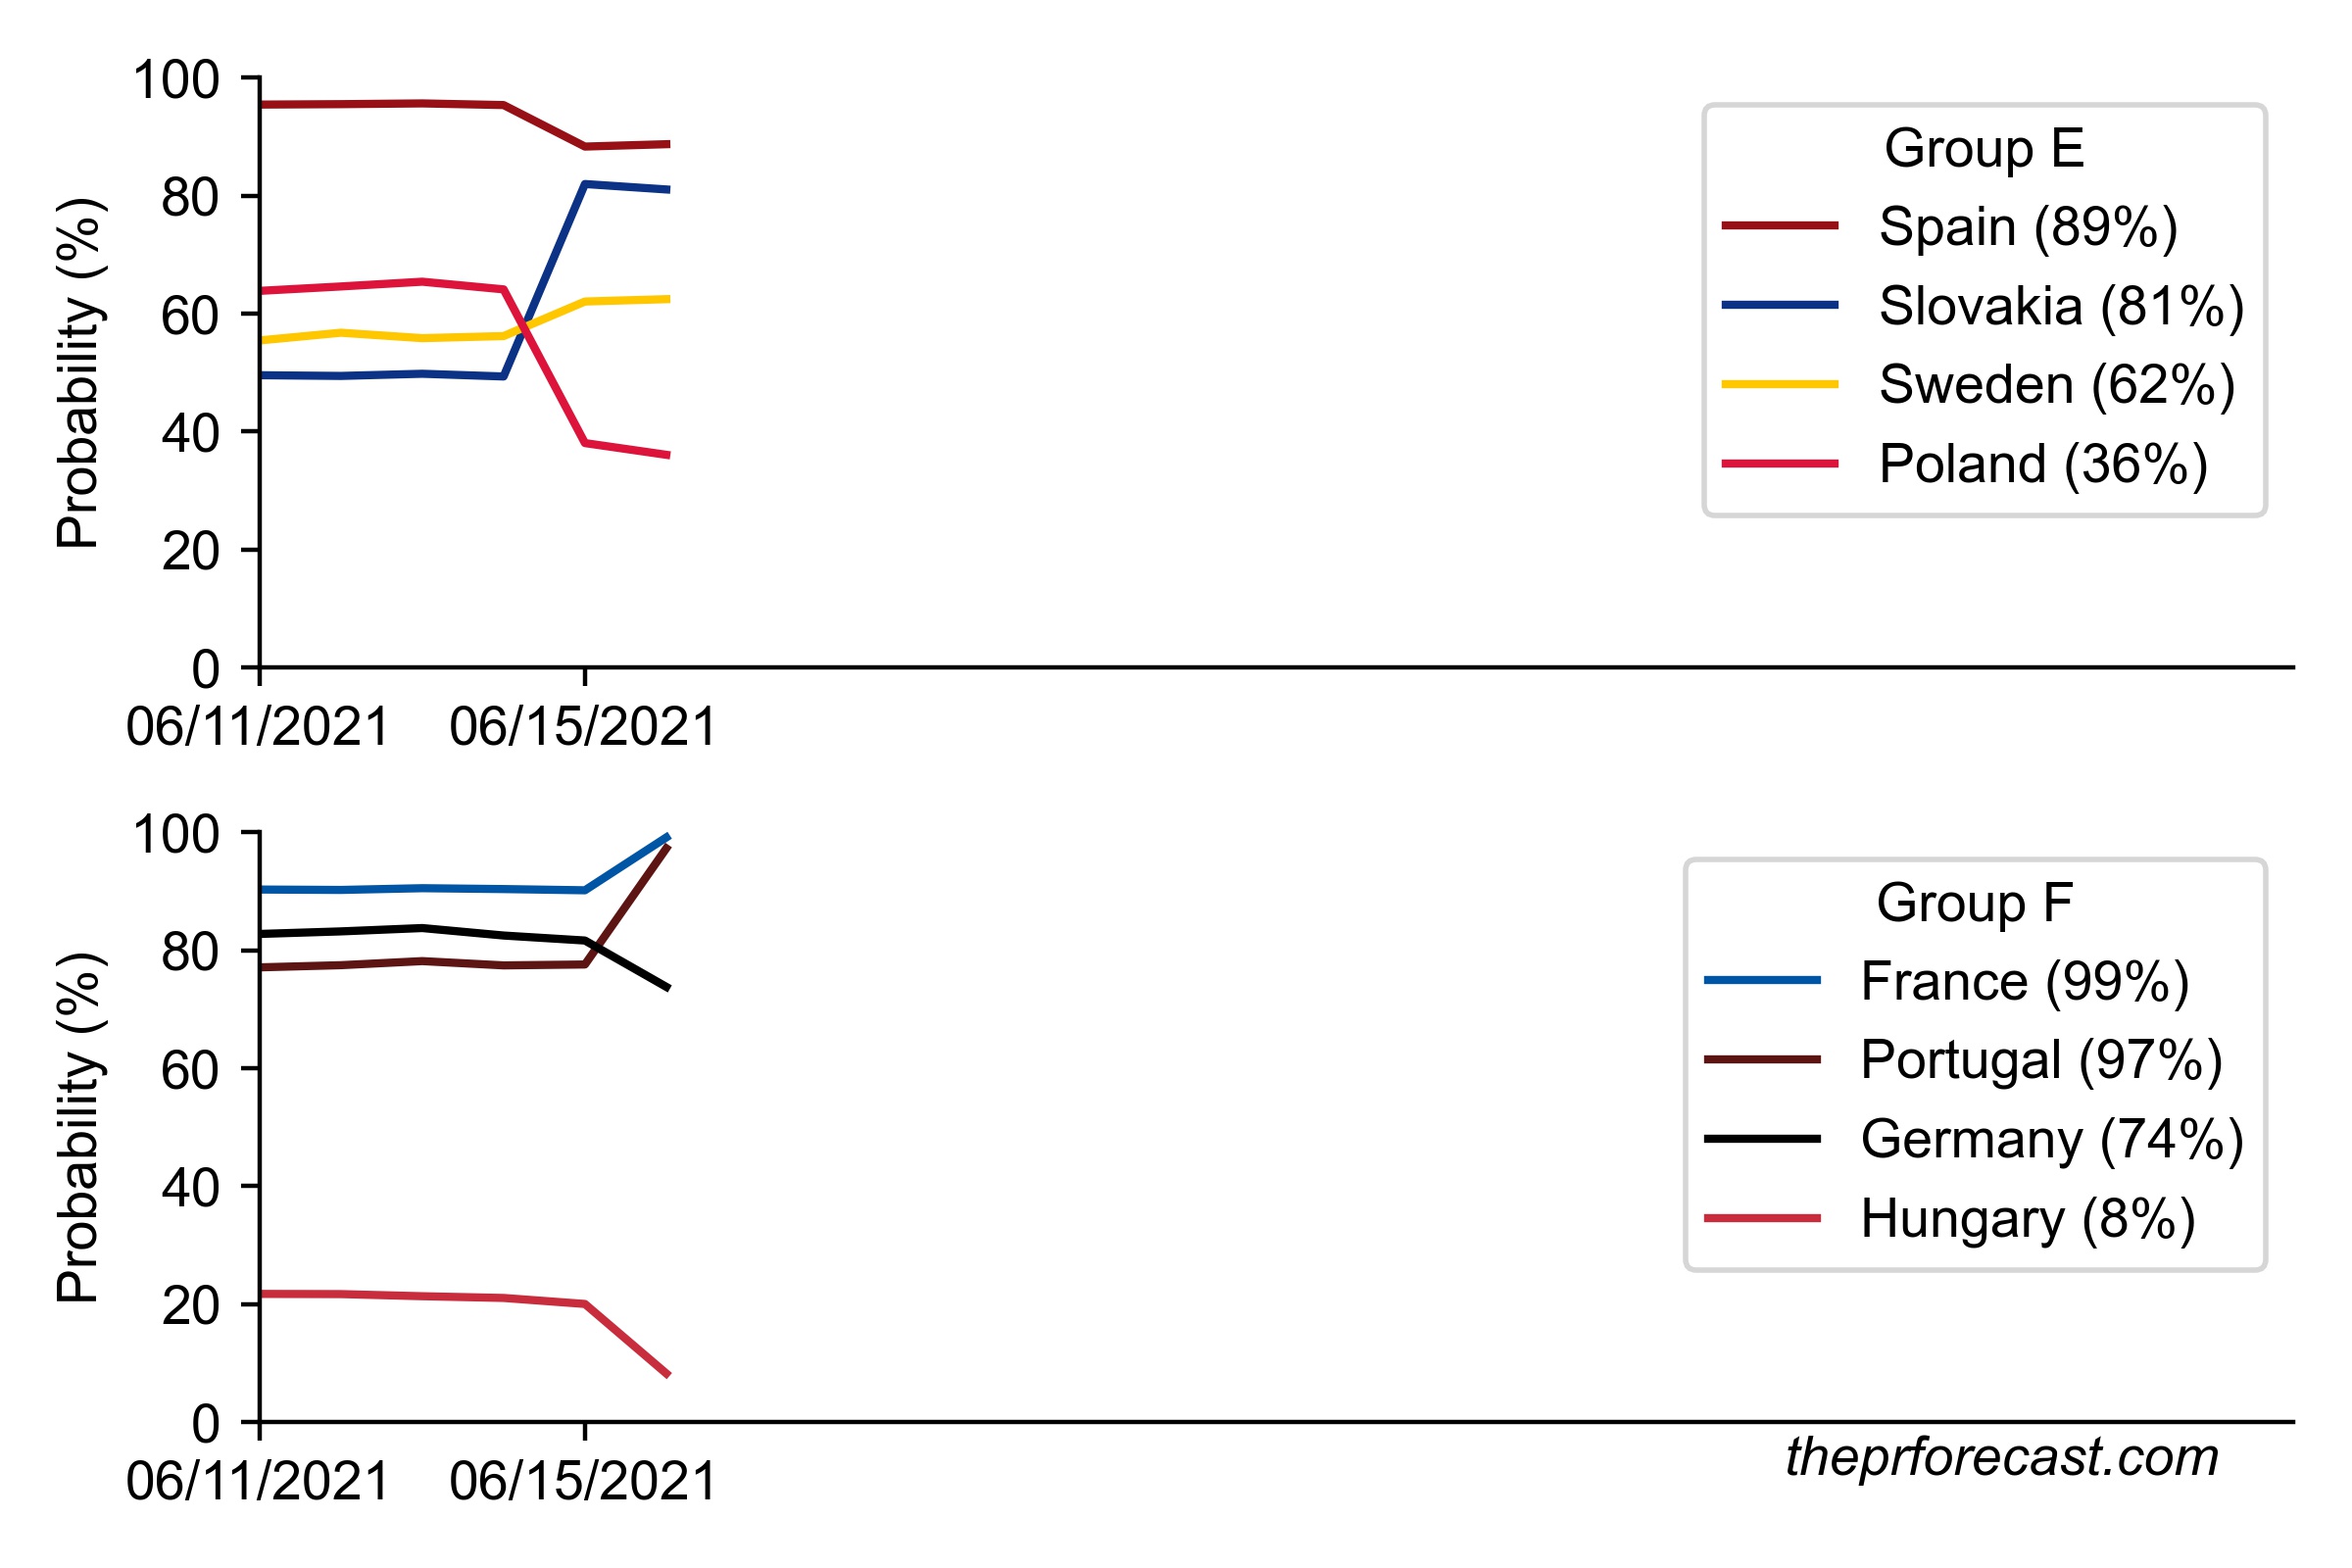 100
80
60
40
20
0
Probability (%)
06/11/2021 06/15/2021
Group E
Spain (89%)
Slovakia (81%)
Sweden (62%)
Poland (36%)
100
80
60
40
20
0
Probability (%)
06/11/2021 06/15/2021
Group F
France (99%)
Portugal (97%)
Germany (74%)
Hungary (8%)
theprforecast.com